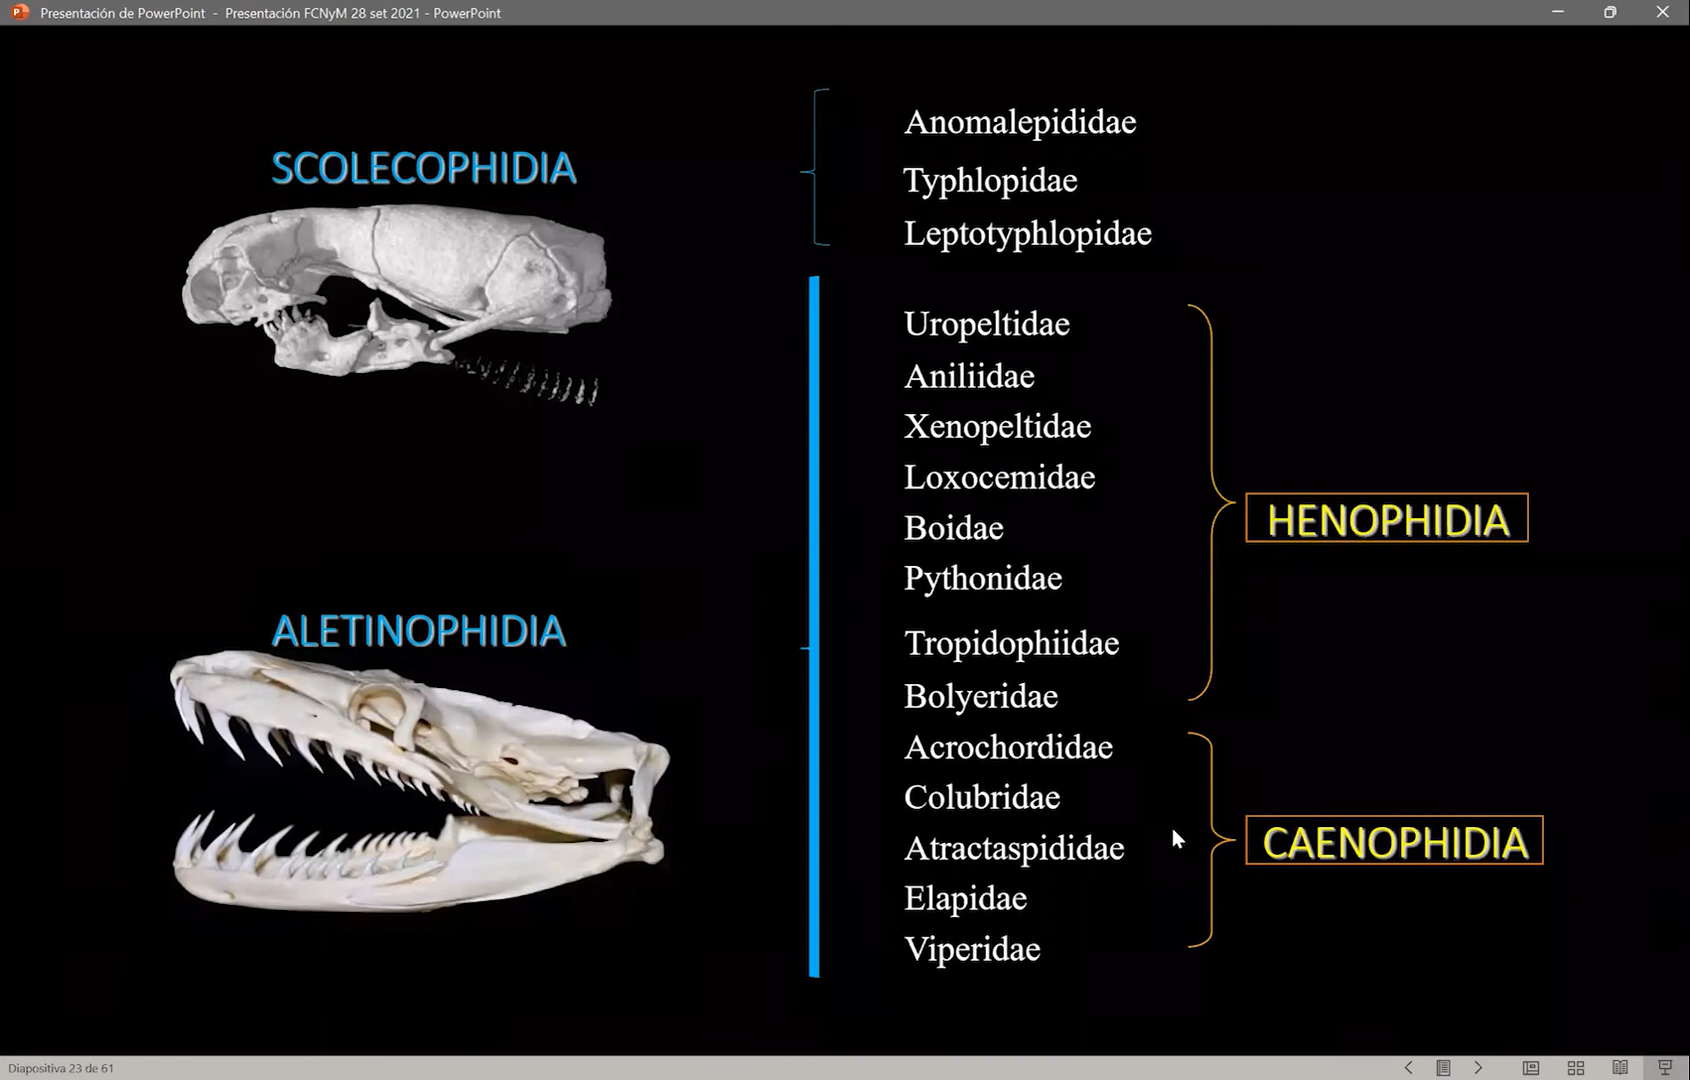 Presentación de PowerPoint - Presentación FCNyM 28 set 2021 - PowerPoint
SCOLECOPHIDIA
Anomalepididae
Typhlopidae
Leptotyphlopidae
ALETINOPHIDIA
Uropeltidae
Aniliidae
Xenopeltidae
Loxocemidae
Boidae
Pythonidae
Tropidophiidae
Bolyeridae
HENOPHIDIA
Acrochordidae
Colubridae
Atractaspididae
Elapidae
Viperidae
CAENOPHIDIA
Diapositiva 23 de 61